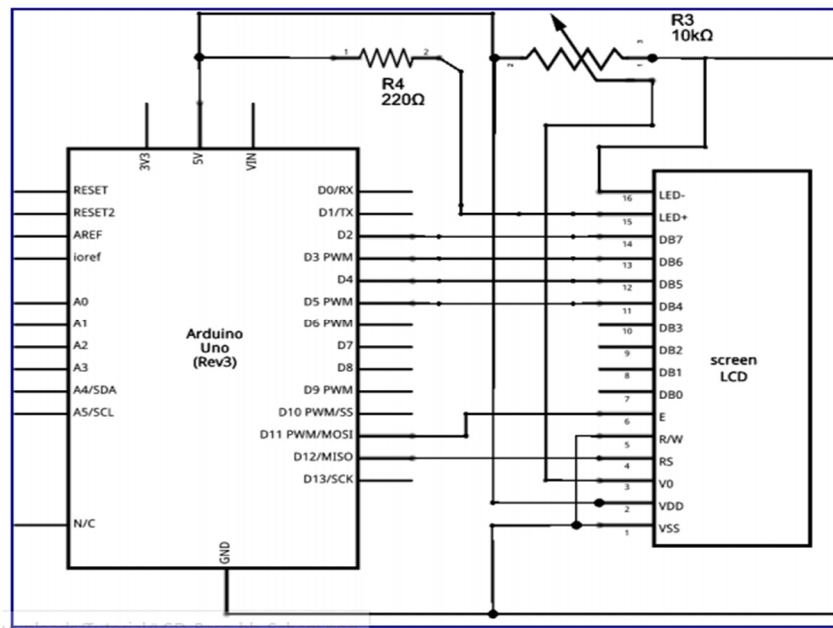 R3
10kΩ
1
2
2
3
1
R4
220Ω
3V3
5V
VIN
RESET
RESET2
AREF
ioref
A0
A1
A2
A3
A4/SDA
A5/SCL
N/C
Arduino
Uno
(Rev3)
D0/RX
D1/TX
D2
D3 PWM
D4
D5 PWM
D6 PWM
D7
D8
D9 PWM
D10 PWM/SS
D11 PWM/MOSI
D12/MISO
D13/SCK
GND
16 LED-
15 LED+
14 DB7
13 DB6
12 DB5
11 DB4
10 DB3
9 DB2
8 DB1
7 DB0
6 E
5 R/W
4 RS
3 V0
2 VDD
1 VSS
screen
LCD